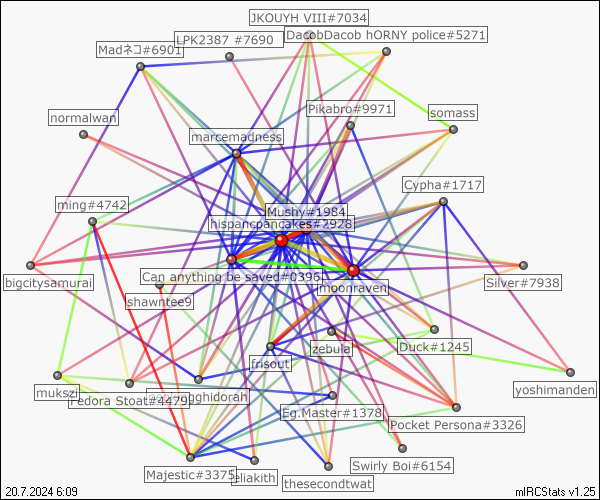 JKOUYH VIII#7034
LPK2387 #7690
DacobDacob hORNY police#5271
Madネコ#6901
Pikabro#9971
somass
normalwan
marcemadness
Cypha#1717
ming#4742
Mushy#1984
hispancpancakes#2928
Can anything be saved#0396
moonraven
bigcitysamurai
shawntee9
Silver#7938
zebula
Duck#1245
frisout
mukszi
Fedora Stoat#4479
gghidorah
yoshimanden
Eg.Master#1378
Pocket Persona#3326
Majestic#3375
eliakith
thesecondtwat
Swirly Boi#6154
20.7.2024 6:09
mIRCStats v1.25